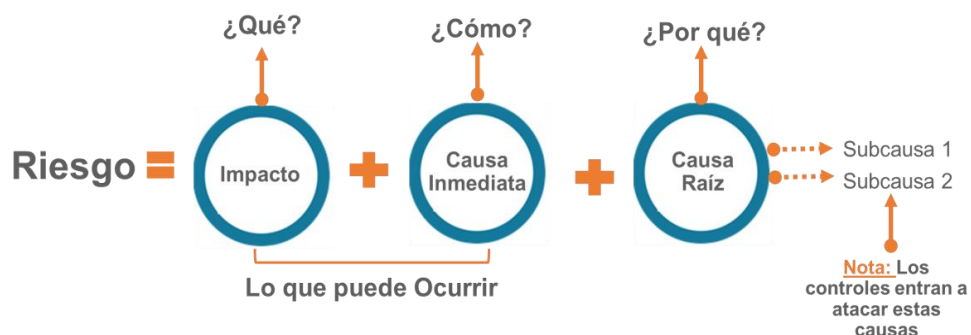 ¿Qué?
¿Cómo?
¿Por qué?
Riesgo = Impacto + Causa Inmediata + Causa Raíz
Subcausa 1
Subcausa 2
Lo que puede Ocurrir
Nota: Los
controles entran a
atacar estas
causas